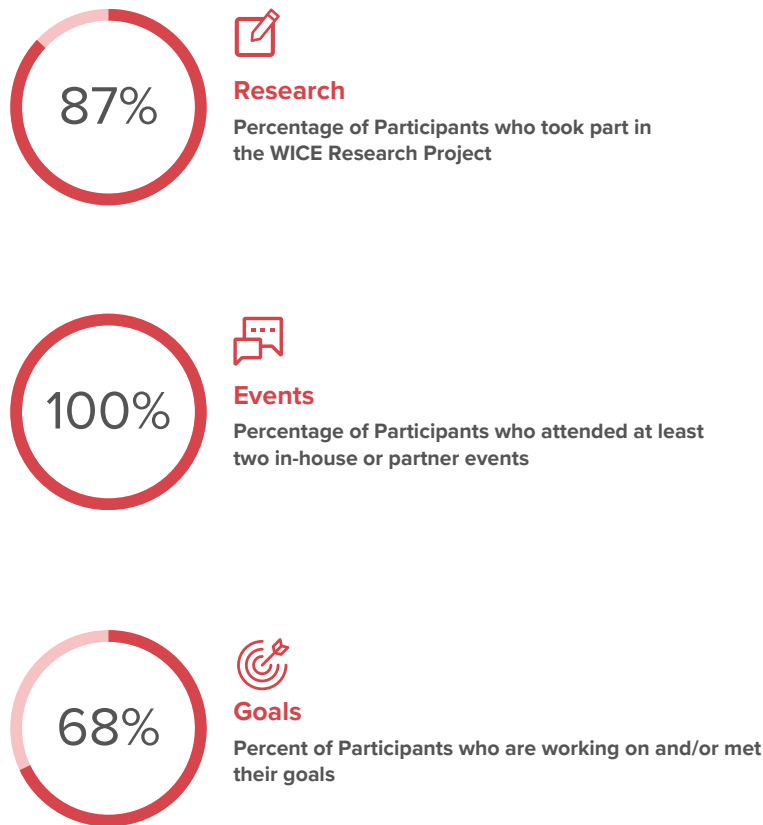 87%
Research
Percentage of Participants who took part in
the WICE Research Project
100%
Events
Percentage of Participants who attended at least
two in-house or partner events
68%
Goals
Percent of Participants who are working on and/or met
their goals